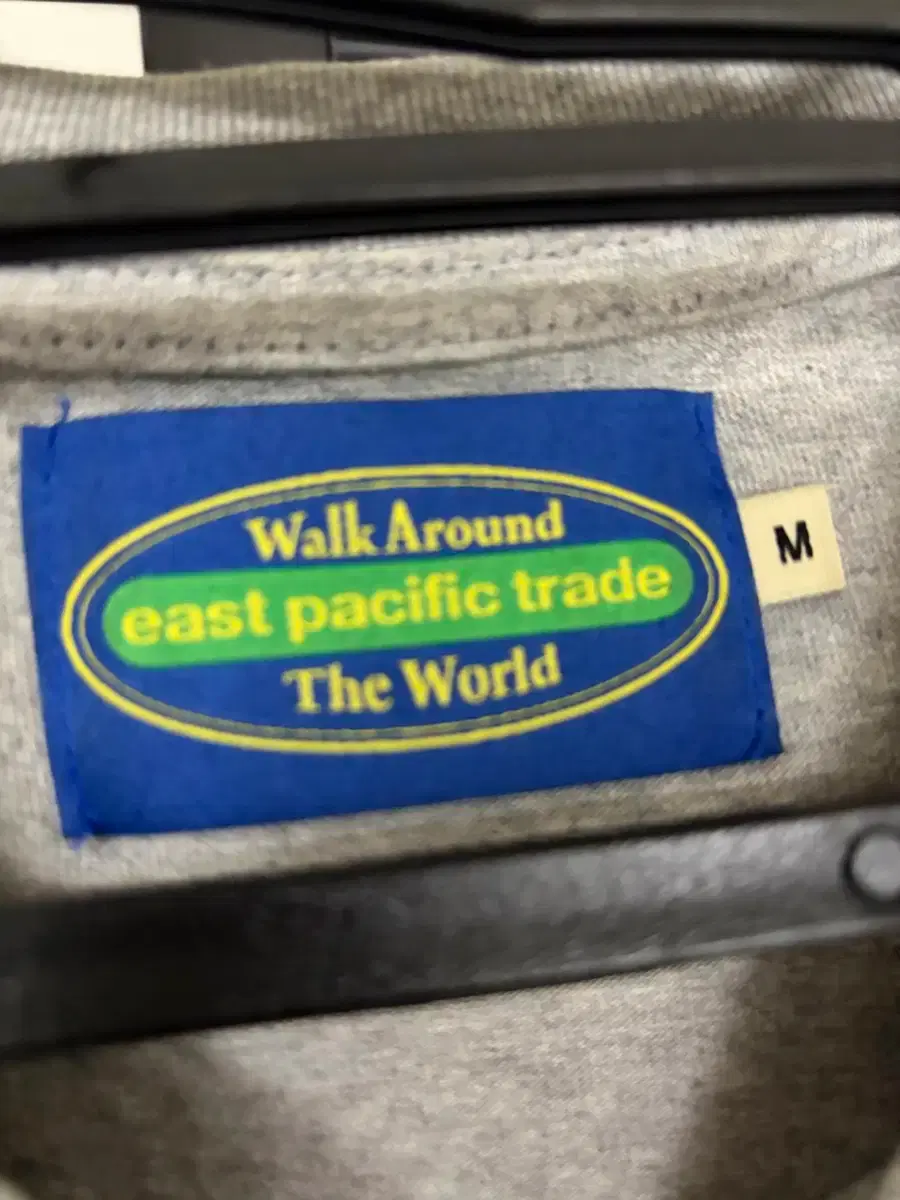 Walk Around
east pacific trade
The World
M